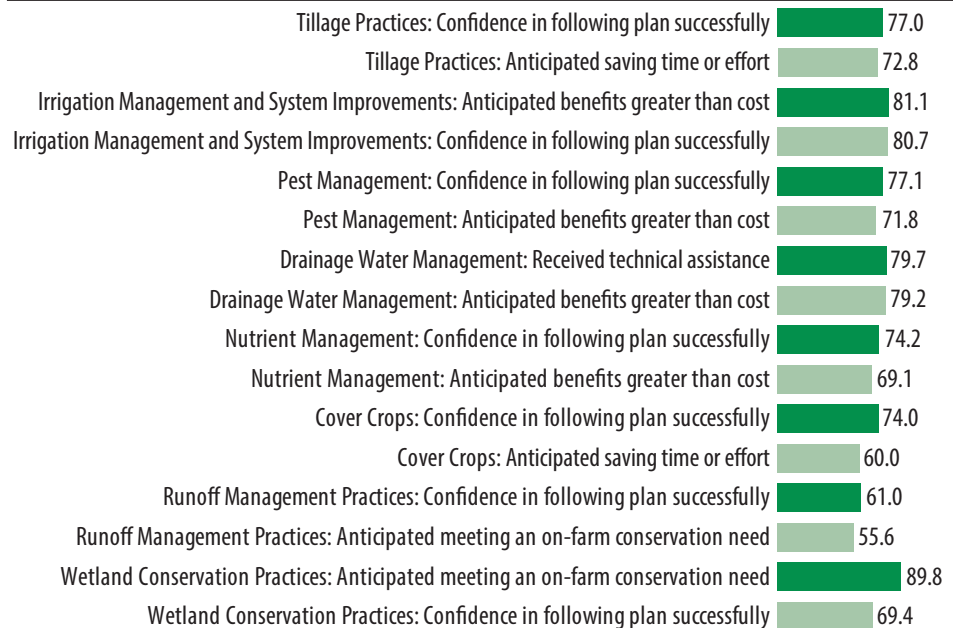 Tillage Practices: Confidence in following plan successfully 77.0
Tillage Practices: Anticipated saving time or effort 72.8
Irrigation Management and System Improvements: Anticipated benefits greater than cost 81.1
Irrigation Management and System Improvements: Confidence in following plan successfully 80.7
Pest Management: Confidence in following plan successfully 77.1
Pest Management: Anticipated benefits greater than cost 71.8
Drainage Water Management: Received technical assistance 79.7
Drainage Water Management: Anticipated benefits greater than cost 79.2
Nutrient Management: Confidence in following plan successfully 74.2
Nutrient Management: Anticipated benefits greater than cost 69.1
Cover Crops: Confidence in following plan successfully 74.0
Cover Crops: Anticipated saving time or effort 60.0
Runoff Management Practices: Confidence in following plan successfully 61.0
Runoff Management Practices: Anticipated meeting an on-farm conservation need 55.6
Wetland Conservation Practices: Anticipated meeting an on-farm conservation need 89.8
Wetland Conservation Practices: Confidence in following plan successfully 69.4